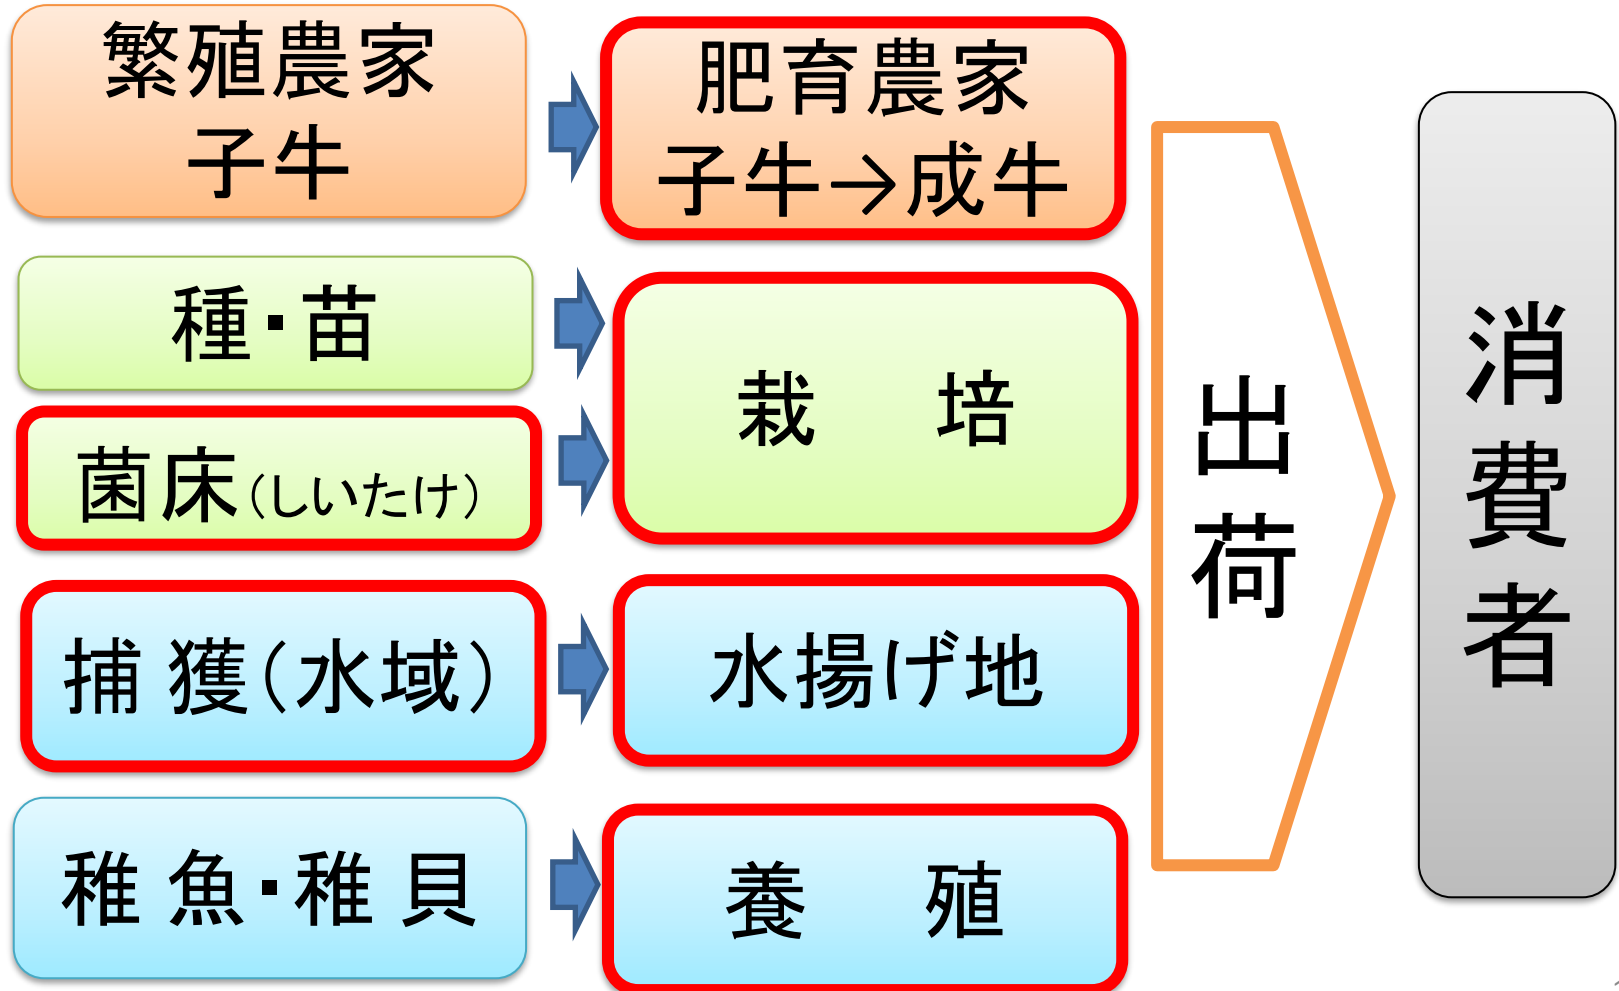 繁殖農家
子牛
肥育農家
子牛→成牛
種・苗
栽　培
菌床(しいたけ)
捕 獲(水域)
水揚げ地
稚 魚・稚 貝
養　殖
出荷
消費者